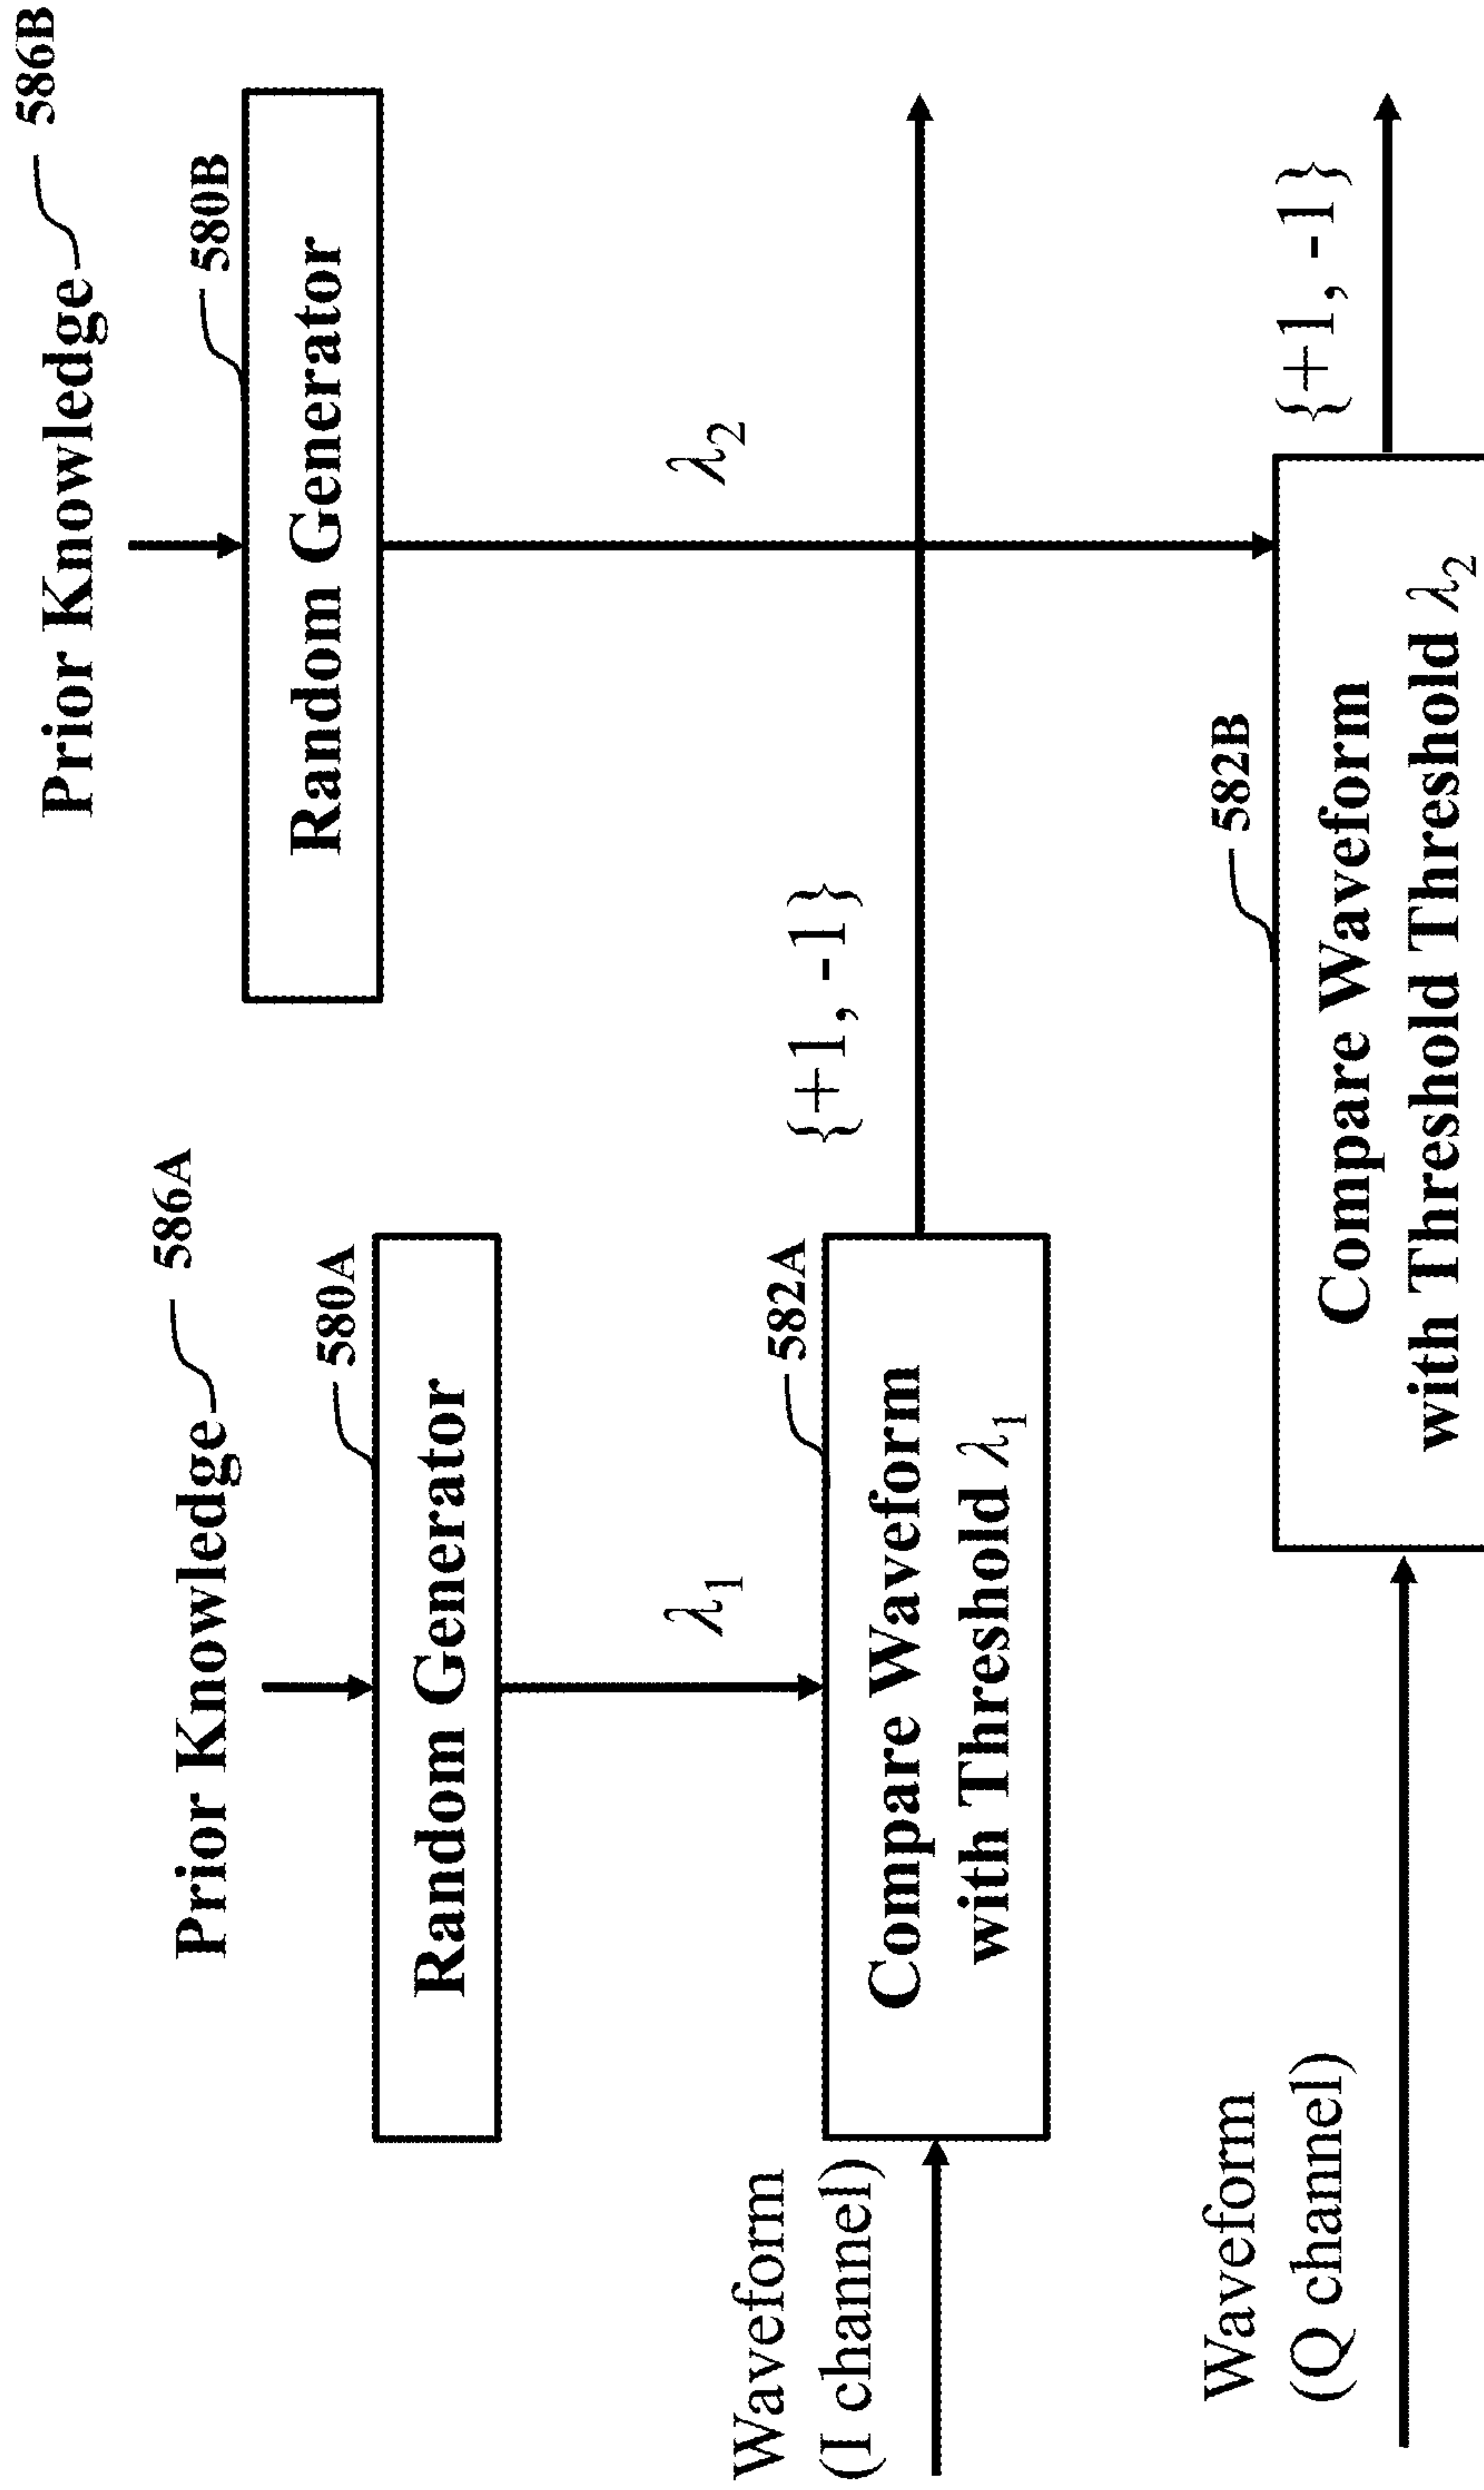 Prior Knowledge 586B
580B
Random Generator
λ2
Prior Knowledge 586A
580A
Random Generator
λ1
582A
Compare Waveform
with Threshold λ1
Waveform
(I channel)
{+1, -1}
582B
Compare Waveform
with Threshold Threshold λ2
Waveform
(Q channel)
{+1, -1}